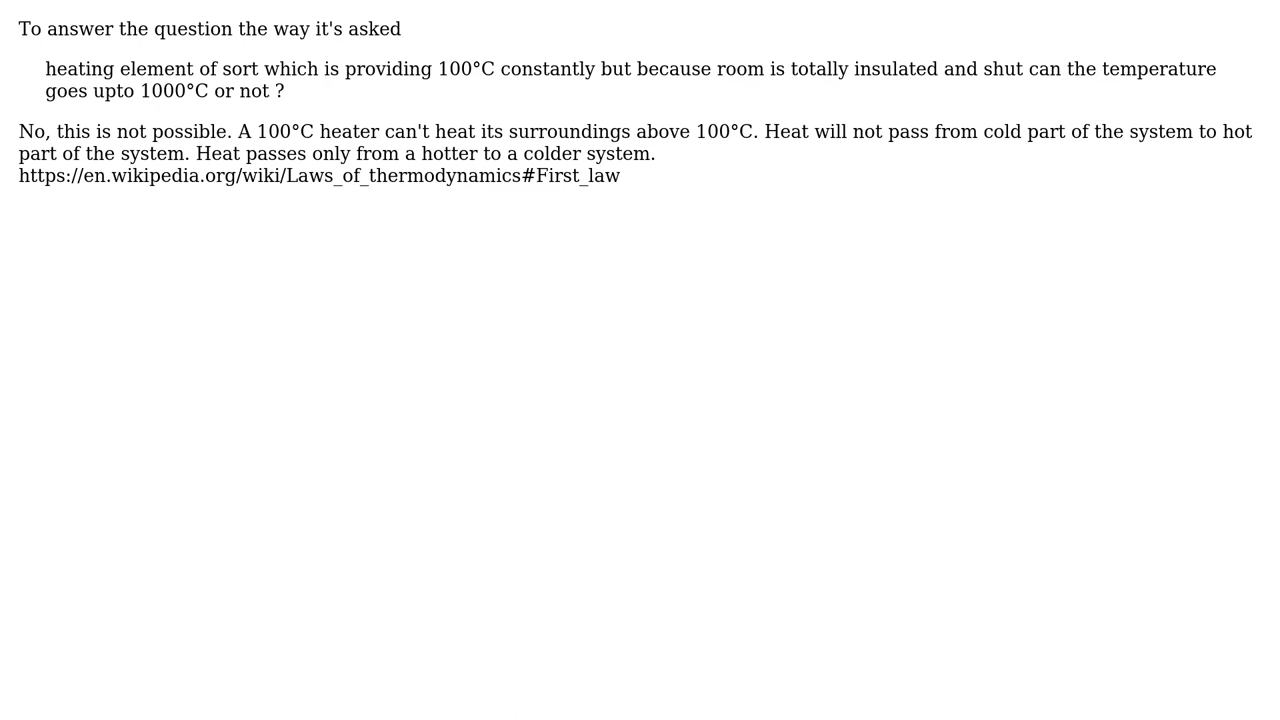 To answer the question the way it's asked
heating element of sort which is providing 100°C constantly but because room is totally insulated and shut can the temperature
goes upto 1000°C or not ?
No, this is not possible. A 100°C heater can't heat its surroundings above 100°C. Heat will not pass from cold part of the system to hot
part of the system. Heat passes only from a hotter to a colder system.
https://en.wikipedia.org/wiki/Laws_of_thermodynamics#First_law